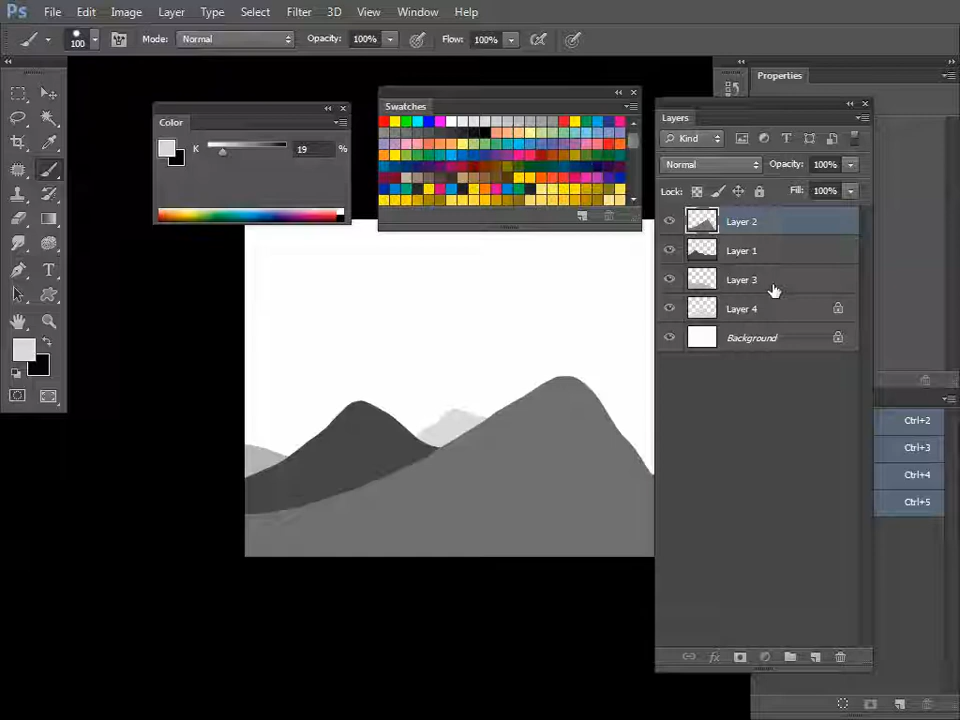 Ps File Edit Image Layer Type Select Filter 3D View Window Help
100 Mode: Normal Opacity: 100% Flow: 100%
Properties
Color
K 19 %
Swatches
Layers
Kind
Normal Opacity: 100%
Lock: Fill: 100%
Layer 2
Layer 1
Layer 3
Layer 4
Background
Ctrl+2
Ctrl+3
Ctrl+4
Ctrl+5